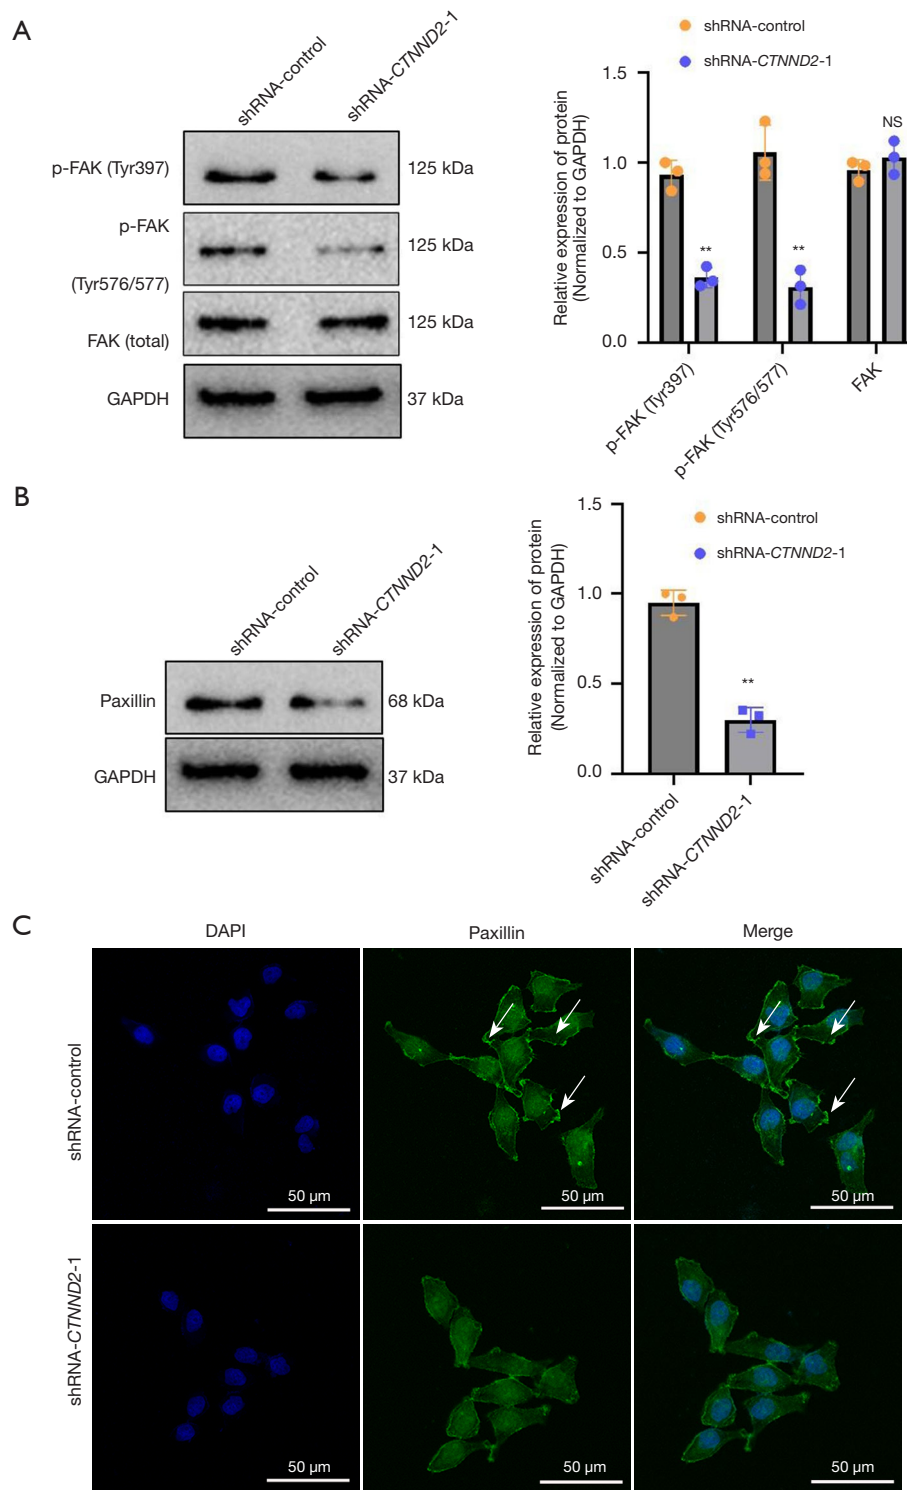 A
shRNA-control
shRNA-CTNND2-1
p-FAK (Tyr397)
125 kDa
p-FAK
(Tyr576/577)
125 kDa
FAK (total)
125 kDa
GAPDH
37 kDa
shRNA-control
shRNA-CTNND2-1
Relative expression of protein
(Normalized to GAPDH)
1.5
1.0
0.5
0.0
**
**
NS
p-FAK (Tyr397)
p-FAK (Tyr576/577)
FAK
B
shRNA-control
shRNA-CTNND2-1
Paxillin
68 kDa
GAPDH
37 kDa
Relative expression of protein
(Normalized to GAPDH)
1.5
1.0
0.5
0.0
shRNA-control
shRNA-CTNND2-1
**
shRNA-control
shRNA-CTNND2-1
C
DAPI
Paxillin
Merge
shRNA-control
50 μm
50 μm
50 μm
shRNA-CTNND2-1
50 μm
50 μm
50 μm